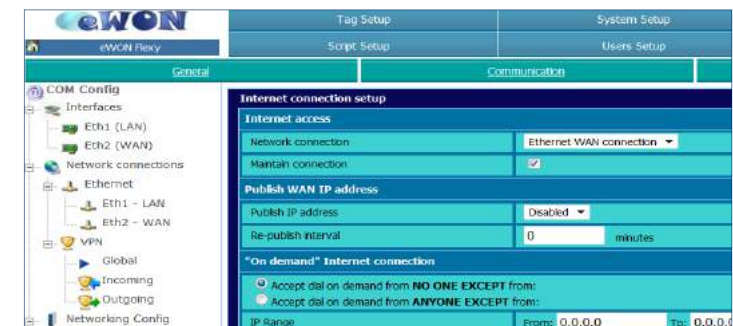 eWON
Tag Setup System Setup
eWON Flexy Script Setup Users Setup
General Communication
COM Config
Interfaces
Eth1 (LAN)
Eth2 (WAN)
Network connections
Ethernet
Eth1 - LAN
Eth2 - WAN
VPN
Global
Incoming
Outgoing
Networking Config
Internet connection setup
Internet access
Network connection Ethernet WAN connection
Maintain connection
Publish WAN IP address
Publish IP address Disabled
Re-publish interval 0 minutes
"On demand" Internet connection
Accept dial on demand from NO ONE EXCEPT from:
Accept dial on demand from ANYONE EXCEPT from:
IP Range From: 0.0.0.0 To: 0.0.0.